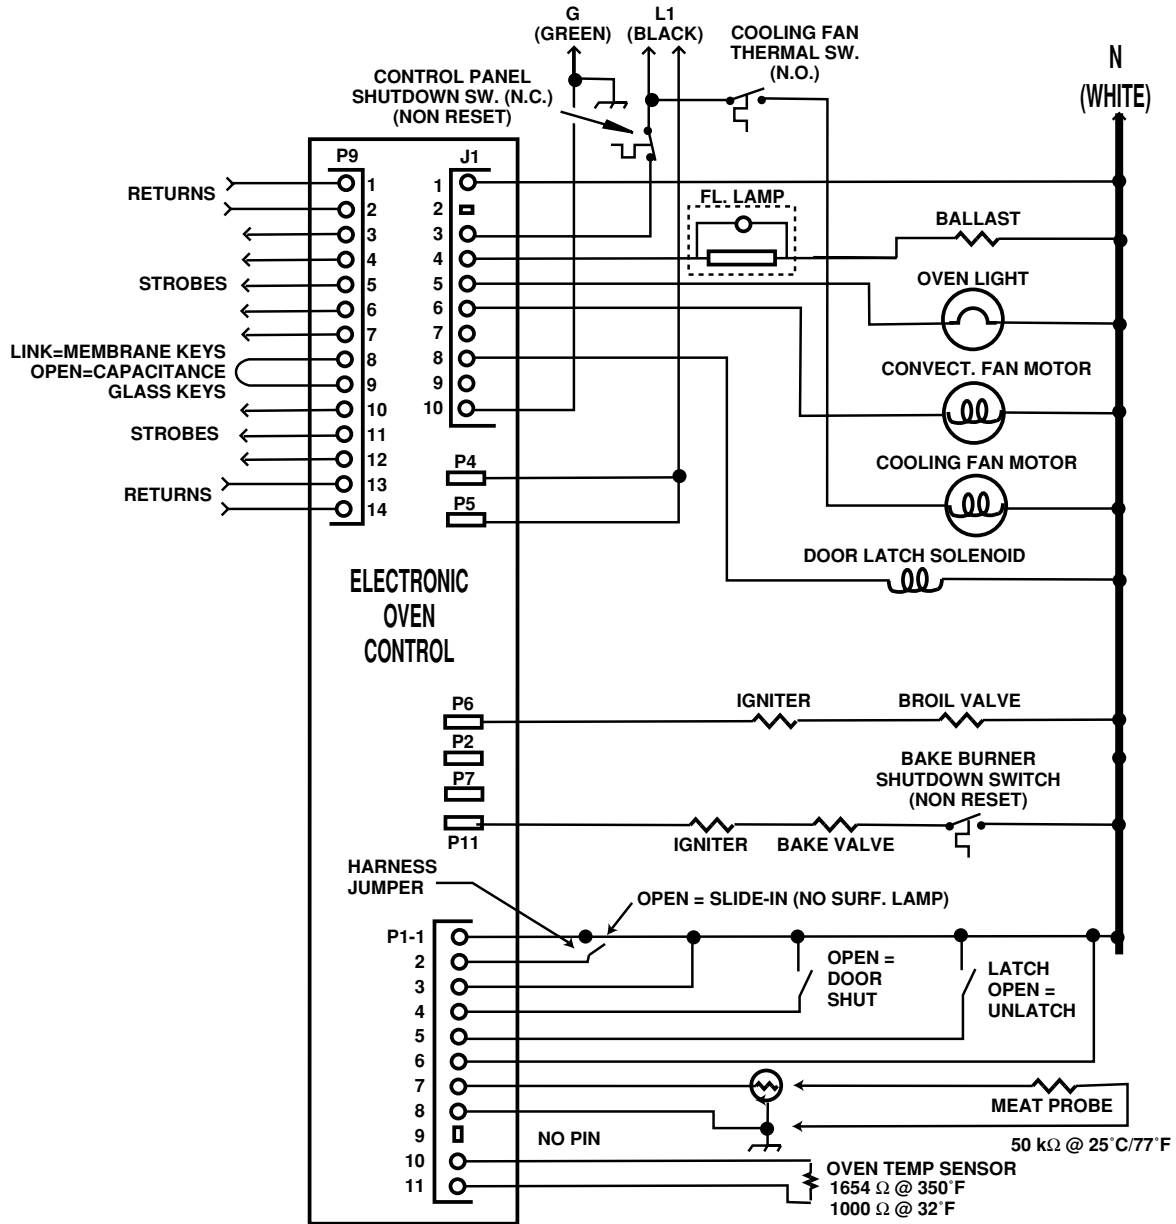 G
(GREEN)
L1
(BLACK)
COOLING FAN
THERMAL SW.
(N.O.)
N
(WHITE)
CONTROL PANEL
SHUTDOWN SW. (N.C.)
(NON RESET)
P9
J1
RETURNS
1
2
3
4
5
6
7
8
9
10
11
12
13
14
STROBES
LINK=MEMBRANE KEYS
OPEN=CAPACITANCE
GLASS KEYS
STROBES
RETURNS
1
2
3
4
5
6
7
8
9
10
FL. LAMP
BALLAST
OVEN LIGHT
CONVECT. FAN MOTOR
COOLING FAN MOTOR
DOOR LATCH SOLENOID
P4
P5
ELECTRONIC
OVEN
CONTROL
P6
IGNITER
BROIL VALVE
P2
P7
BAKE BURNER
SHUTDOWN SWITCH
(NON RESET)
P11
IGNITER
BAKE VALVE
HARNESS
JUMPER
OPEN = SLIDE-IN (NO SURF. LAMP)
P1-1
2
3
4
5
6
7
8
9
10
11
OPEN =
DOOR
SHUT
LATCH
OPEN =
UNLATCH
MEAT PROBE
NO PIN
50 kΩ @ 25˚C/77˚F
OVEN TEMP SENSOR
1654 Ω @ 350˚F
1000 Ω @ 32˚F